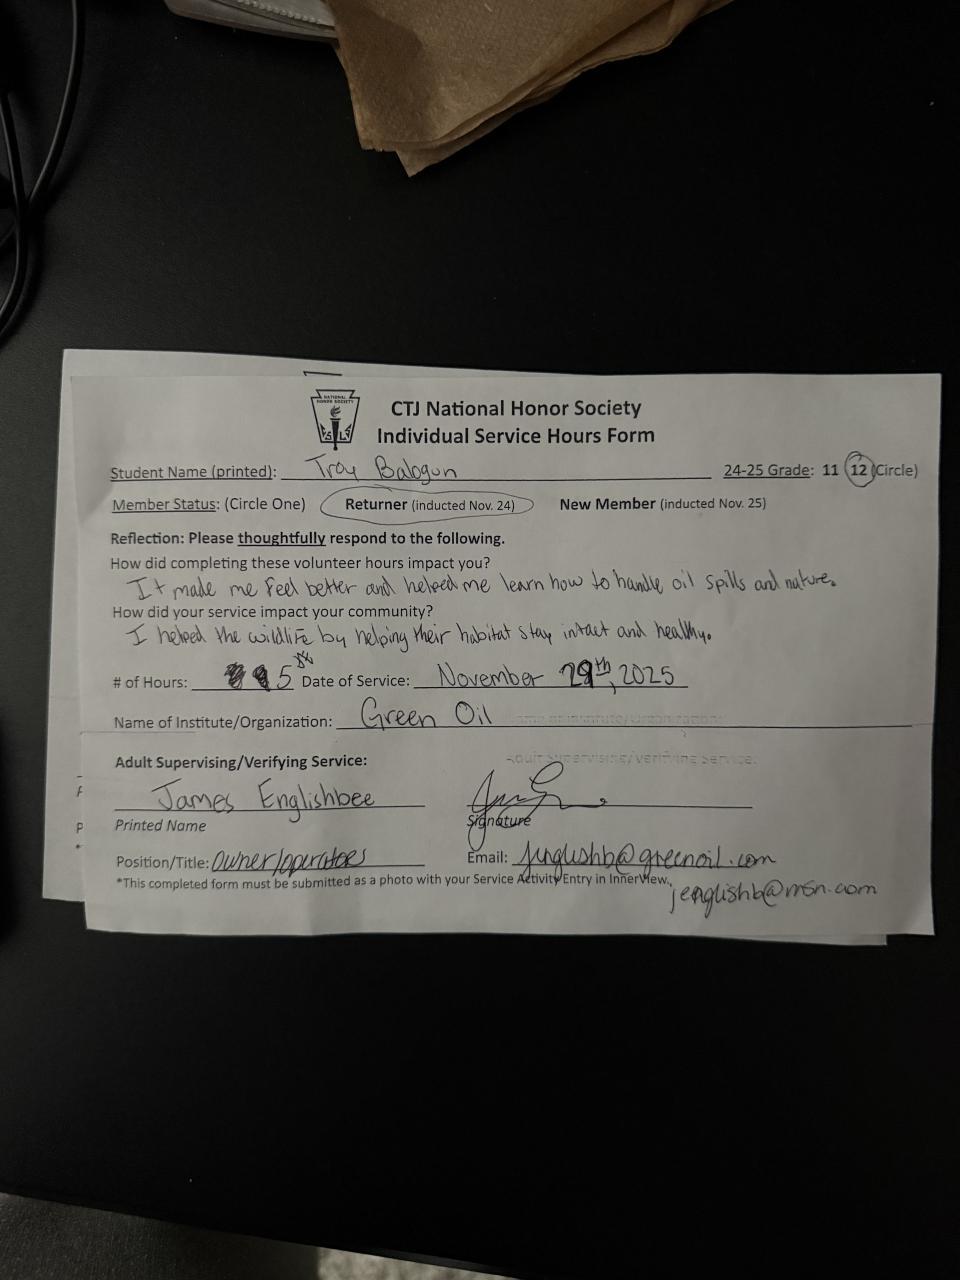 NATIONAL
HONOR SOCIETY
CTJ National Honor Society
Individual Service Hours Form
Student Name (printed): Troy Balogun 24-25 Grade: 11 12 (Circle)
Member Status: (Circle One) Returner (inducted Nov. 24) New Member (inducted Nov. 25)
Reflection: Please thoughtfully respond to the following.
How did completing these volunteer hours impact you?
It made me feel better and helped me learn how to handle oil spills and nature.
How did your service impact your community?
I helped the wildlife by helping their habitat stay intact and healthy.
# of Hours: 5 Date of Service: November 29th, 2025
Name of Institute/Organization: Green Oil
Adult Supervising/Verifying Service:
James Englishbee
Printed Name Signature
Position/Title: owner/operators Email: jenglishb@greenoil.com
*This completed form must be submitted as a photo with your Service Activity Entry in InnerView.
jenglishb@msn.com